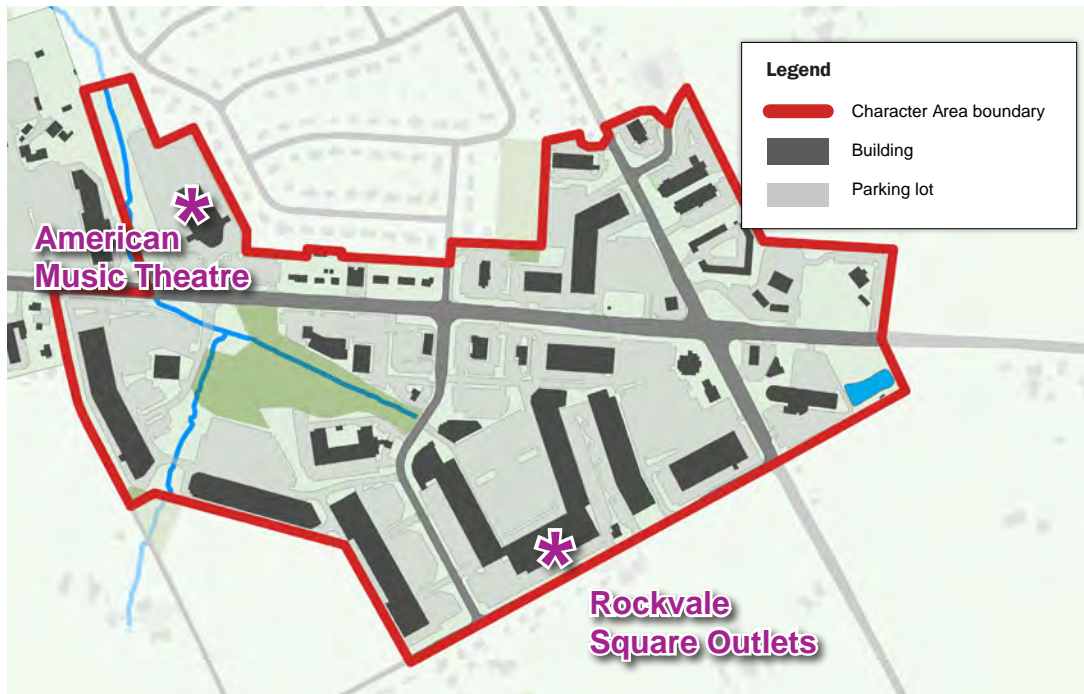 Legend
Character Area boundary
Building
Parking lot
American
Music Theatre
Rockvale
Square Outlets